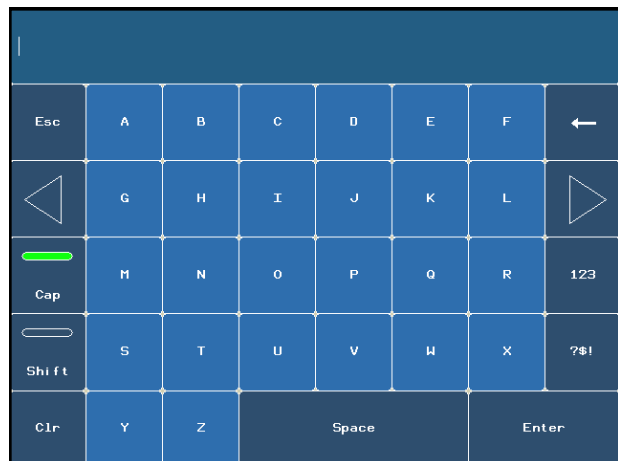 Esc A B C D E F ←
G H I J K L
Cap M N O P Q R 123
Shift S T U V W X ?$!
Clr Y Z Space Enter